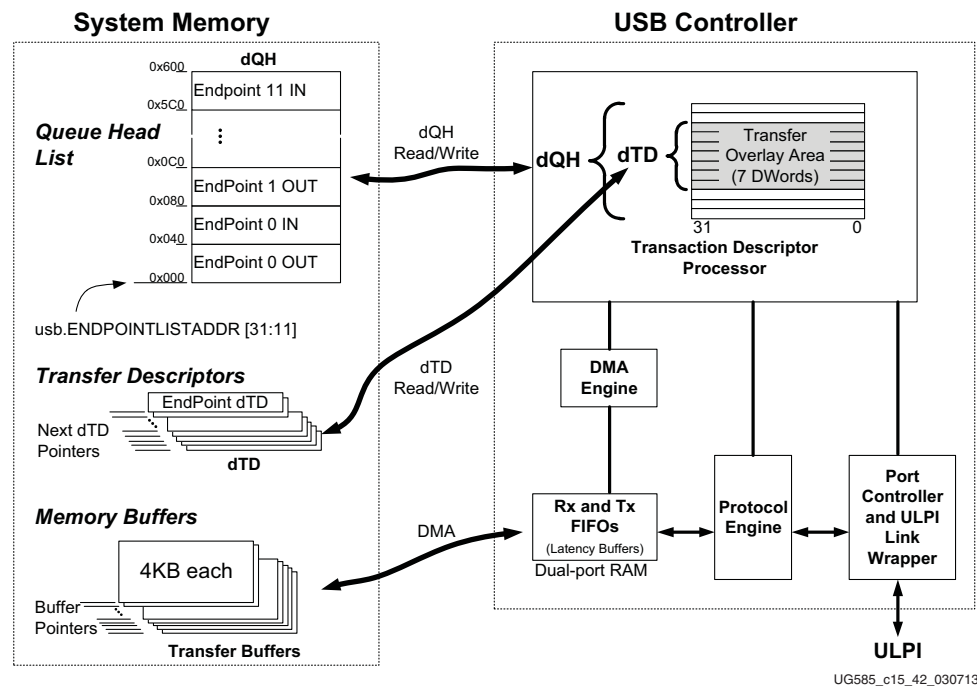 System Memory
USB Controller
dQH
0x600
Endpoint 11 IN
0x5C0
Queue Head
List
0x0C0
EndPoint 1 OUT
0x080
EndPoint 0 IN
0x040
EndPoint 0 OUT
0x000
usb.ENDPOINTLISTADDR [31:11]
dQH
Read/Write
dQH
dTD
Transfer
Overlay Area
(7 DWords)
31
0
Transaction Descriptor
Processor
Transfer Descriptors
EndPoint dTD
Next dTD
Pointers
dTD
dTD
Read/Write
DMA
Engine
Memory Buffers
4KB each
Buffer
Pointers
Transfer Buffers
DMA
Rx and Tx
FIFOs
(Latency Buffers)
Dual-port RAM
Protocol
Engine
Port
Controller
and ULPI
Link
Wrapper
ULPI
UG585_c15_42_030713